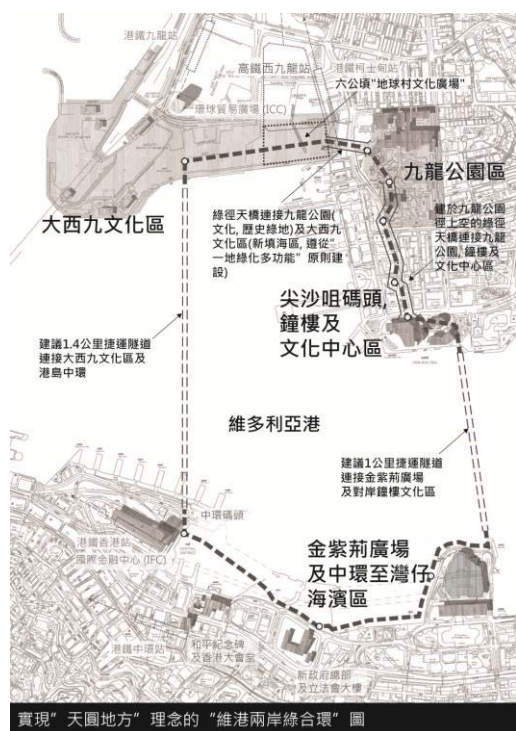 港鐵九龍站
高鐵西九龍站
港鐵柯士甸站
六公頃"地球村文化廣場"
環球貿易廣場 (ICC)
九龍公園區
大西九文化區
綠徑天橋連接九龍公園(
文化, 歷史綠地)及大西九
文化區(新填海區, 遵從“
一地綠化多功能”原則建
設)
建於九龍公園
徑上空的綠徑
天橋連接九龍
公園, 鐘樓及
文化中心區
尖沙咀碼頭,
鐘樓及
文化中心區
建議1.4公里捷運隧道
連接大西九文化區及
港島中環
維多利亞港
建議1公里捷運隧道
連接金紫荊廣場
及對岸鐘樓文化區
中環碼頭
港鐵香港站
國際金融中心 (IFC)
金紫荊廣場
及中環至灣仔
海濱區
港鐵中環站
和平紀念碑
及香港大會堂
新政府總部
及立法會大樓
實現”天圓地方”理念的“維港兩岸綠合環”圖